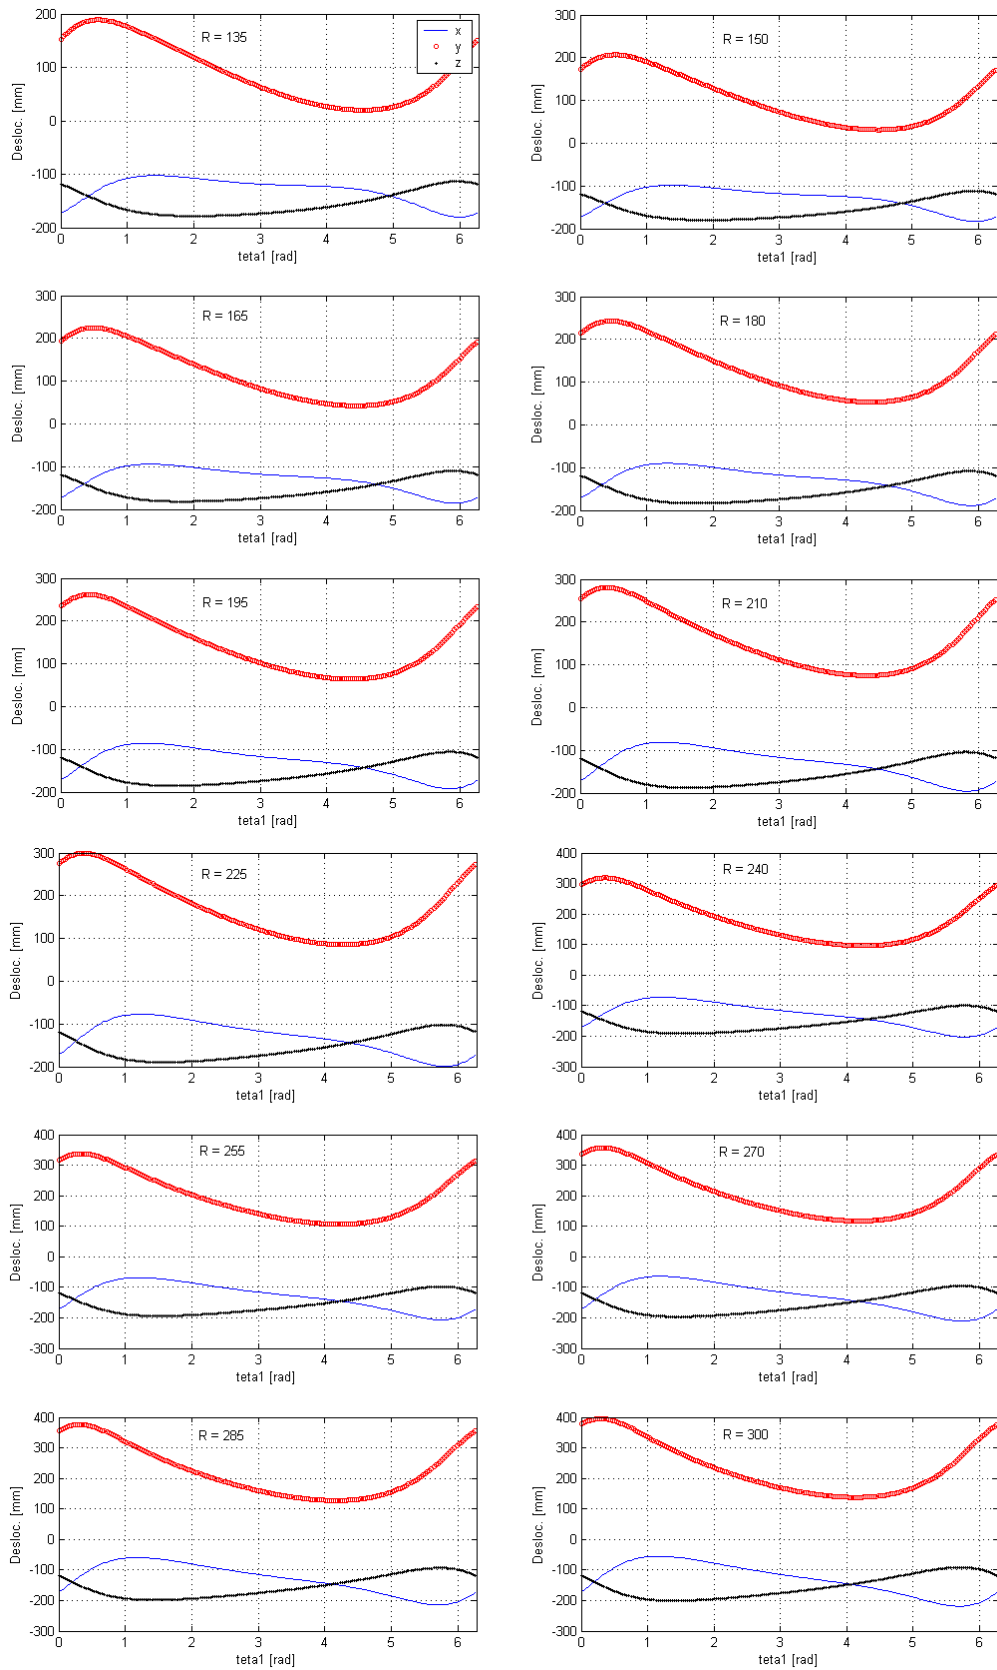 200
100
0
-100
-200
Desloc. [mm]
R = 135
x
y
z
0 1 2 3 4 5 6
teta1 [rad]
300
200
100
0
-100
-200
Desloc. [mm]
R = 150
0 1 2 3 4 5 6
teta1 [rad]
300
200
100
0
-100
-200
Desloc. [mm]
R = 165
0 1 2 3 4 5 6
teta1 [rad]
300
200
100
0
-100
-200
Desloc. [mm]
R = 180
0 1 2 3 4 5 6
teta1 [rad]
300
200
100
0
-100
-200
Desloc. [mm]
R = 195
0 1 2 3 4 5 6
teta1 [rad]
300
200
100
0
-100
-200
Desloc. [mm]
R = 210
0 1 2 3 4 5 6
teta1 [rad]
300
200
100
0
-100
-200
Desloc. [mm]
R = 225
0 1 2 3 4 5 6
teta1 [rad]
400
300
200
100
0
-100
-200
-300
Desloc. [mm]
R = 240
0 1 2 3 4 5 6
teta1 [rad]
400
300
200
100
0
-100
-200
-300
Desloc. [mm]
R = 255
0 1 2 3 4 5 6
teta1 [rad]
400
300
200
100
0
-100
-200
-300
Desloc. [mm]
R = 270
0 1 2 3 4 5 6
teta1 [rad]
400
300
200
100
0
-100
-200
-300
Desloc. [mm]
R = 285
0 1 2 3 4 5 6
teta1 [rad]
400
300
200
100
0
-100
-200
-300
Desloc. [mm]
R = 300
0 1 2 3 4 5 6
teta1 [rad]